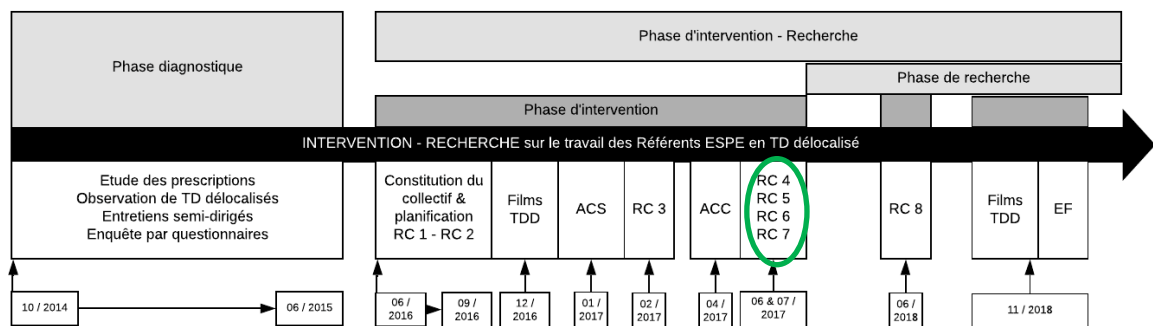 Phase diagnostique
Phase d'intervention - Recherche
Phase de recherche
Phase d'intervention
INTERVENTION - RECHERCHE sur le travail des Référents ESPE en TD délocalisé
Etude des prescriptions
Observation de TD délocalisés
Entretiens semi-dirigés
Enquête par questionnaires
Constitution du
collectif &
planification
RC 1 - RC 2
Films
TDD
ACS
RC 3
ACC
RC 4
RC 5
RC 6
RC 7
RC 8
Films
TDD
EF
10 / 2014
06 / 2015
06 /
2016
09 /
2016
12 /
2016
01 /
2017
02 /
2017
04 /
2017
06 & 07 /
2017
06 /
2018
11 / 2018